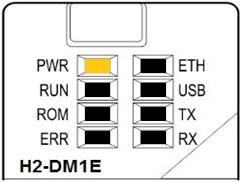 PWR ETH
RUN USB
ROM TX
ERR RX
H2-DM1E